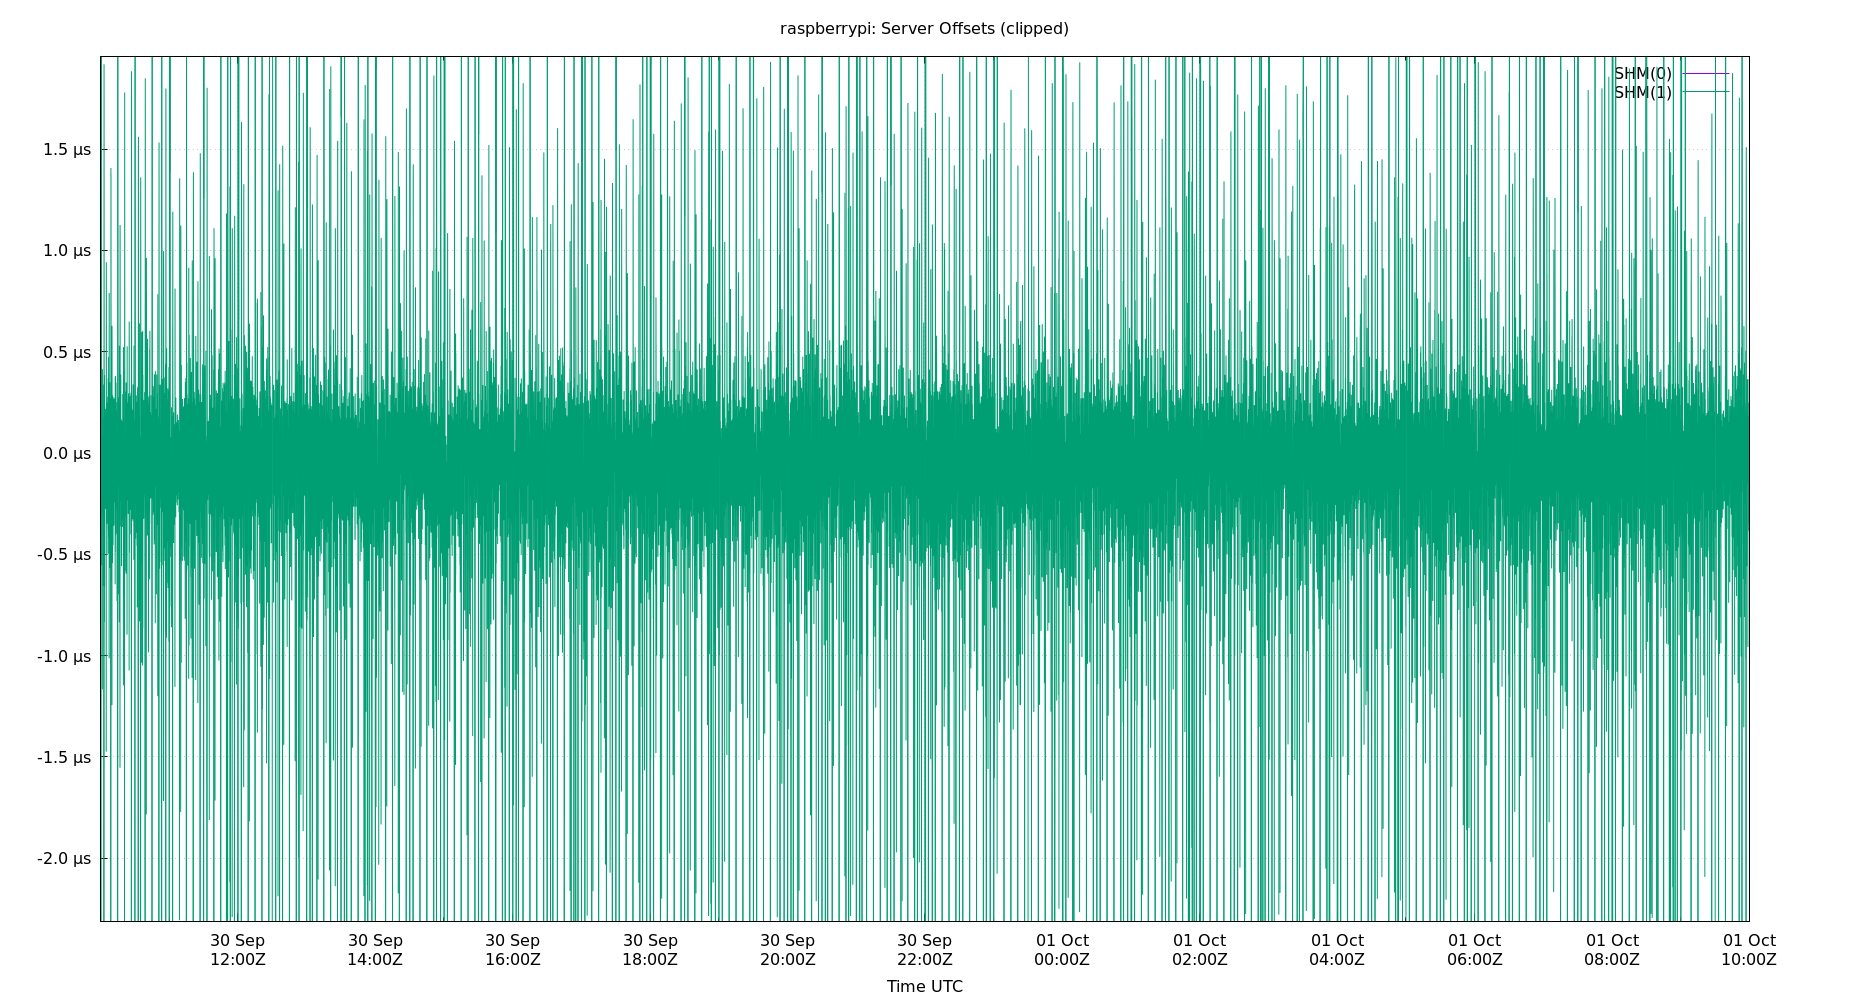 raspberrypi: Server Offsets (clipped)
SHM(0)
SHM(1)
1.5 µs
1.0 µs
0.5 µs
0.0 µs
-0.5 µs
-1.0 µs
-1.5 µs
-2.0 µs
30 Sep 30 Sep 30 Sep 30 Sep 30 Sep 30 Sep 01 Oct 01 Oct 01 Oct 01 Oct 01 Oct 01 Oct
12:00Z 14:00Z 16:00Z 18:00Z 20:00Z 22:00Z 00:00Z 02:00Z 04:00Z 06:00Z 08:00Z 10:00Z
Time UTC